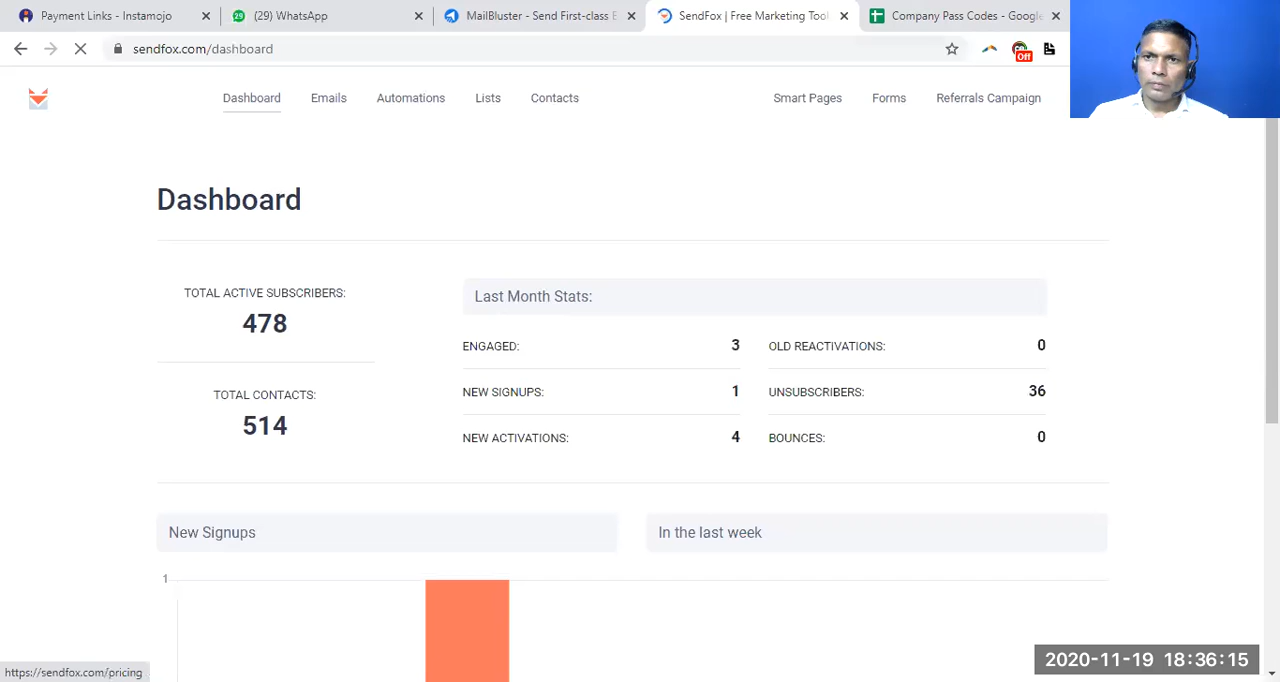 Payment Links - Instamojo
(29) WhatsApp
MailBluster - Send First-class E
SendFox | Free Marketing Tool
Company Pass Codes - Google
29
sendfox.com/dashboard
Off
Dashboard
Emails
Automations
Lists
Contacts
Smart Pages
Forms
Referrals Campaign
Dashboard
TOTAL ACTIVE SUBSCRIBERS:
478
TOTAL CONTACTS:
514
Last Month Stats:
ENGAGED: 3
OLD REACTIVATIONS: 0
NEW SIGNUPS: 1
UNSUBSCRIBERS: 36
NEW ACTIVATIONS: 4
BOUNCES: 0
New Signups
In the last week
1
https://sendfox.com/pricing
2020-11-19 18:36:15